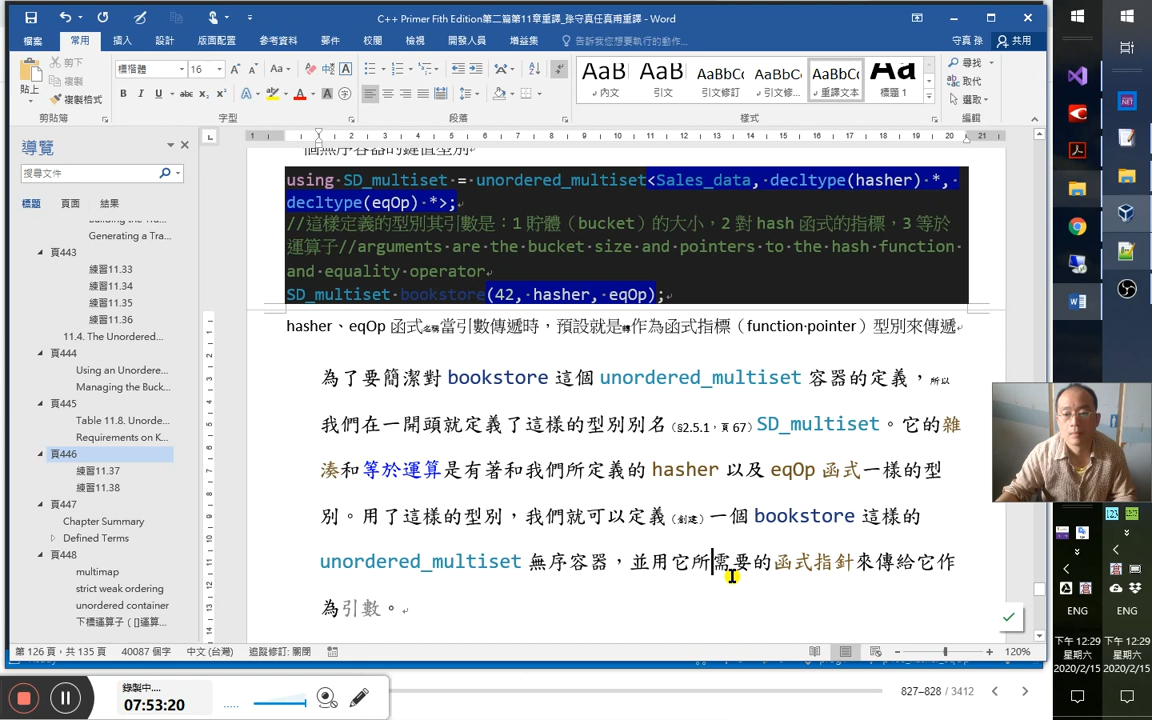 C++ Primer Fith Edition第二篇第11章重譯_孫守真任真甫重譯 - Word
檔案 常用 插入 設計 版面配置 參考資料 郵件 校閱 檢視 開發人員 增益集 告訴我您想要執行的動作... 守真 孫 共用
貼上 剪下 複製 複製格式
標楷體 16
AaBb AaBb AaBbCc AaBbCc AaBbCc Aa
內文 引文 引文修訂 引文修... 重譯文本 標題 1
尋找 取代 選取
剪貼簿 字型 段落 樣式 編輯
導覽
搜尋文件
標題 頁面 結果
Building the Tra...
Generating a Tra...
頁443
練習11.33
練習11.34
練習11.35
練習11.36
11.4. The Unordered...
頁444
Using an Unordere...
Managing the Buck...
頁445
Table 11.8. Unorde...
Requirements on K...
頁446
練習11.37
練習11.38
頁447
Chapter Summary
Defined Terms
頁448
multimap
strict weak ordering
unordered container
下標運算子（[]運算...
個無序容器的鍵值型別
using SD_multiset = unordered_multiset<Sales_data, decltype(hasher) *,
decltype(eqOp) *>;
//這樣定義的型別其引數是：1 貯體（bucket）的大小，2 對 hash 函式的指標，3 等於
運算子//arguments are the bucket size and pointers to the hash function
and equality operator
SD_multiset bookstore(42, hasher, eqOp);
hasher、eqOp 函式名稱當引數傳遞時，預設就是轉作為函式指標（function pointer）型別來傳遞
為了要簡潔對 bookstore 這個 unordered_multiset 容器的定義，所以
我們在一開頭就定義了這樣的型別別名（§2.5.1，頁 67）SD_multiset。它的雜
湊和等於運算是有著和我們所定義的 hasher 以及 eqOp 函式一樣的型
別。用了這樣的型別，我們就可以定義（創建）一個 bookstore 這樣的
unordered_multiset 無序容器，並用它所需要的函式指針來傳給它作
為引數。
第 126 頁，共 135 頁 40087 個字 中文 (台灣) 追蹤修訂: 關閉 120%
錄製中....
07:53:20
827–828 / 3412
ENG ENG
下午 12:29 下午 12:29
星期六 星期六
2020/2/15 2020/2/15